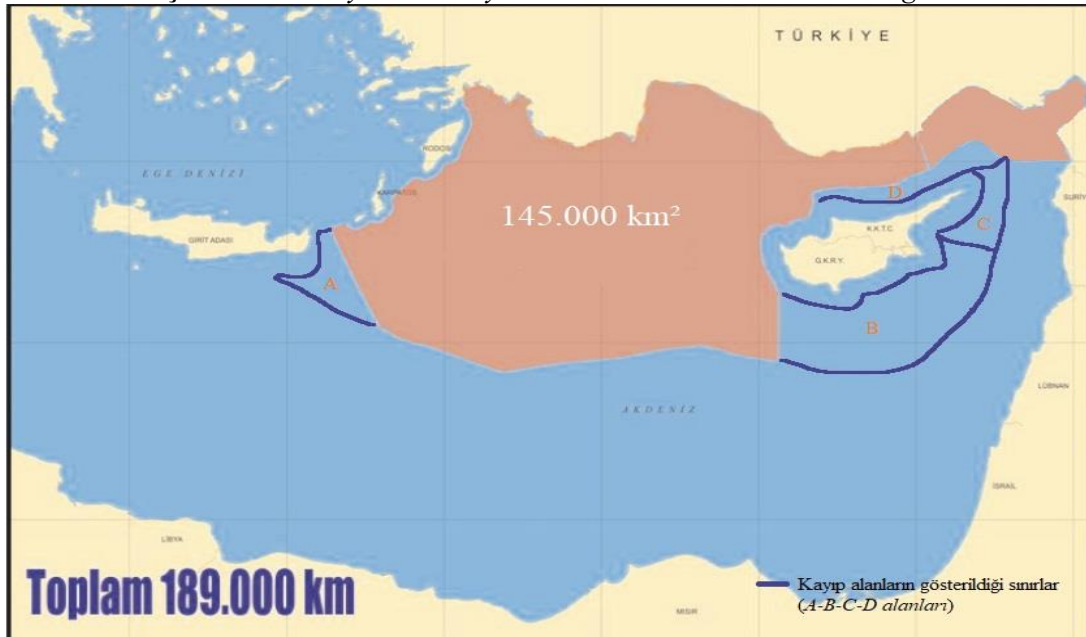 TÜRKİYE
RODOS
EGE DENİZİ
KARPATOS
D
SURİYE
145.000 km²
K.K.T.C.
C
GİRİT ADASI
G.K.R.Y.
A
B
LÜBNAN
AKDENİZ
İSRAİL
LİBYA
Toplam 189.000 km
Kayıp alanların gösterildiği sınırlar
(A-B-C-D alanları)
MISIR